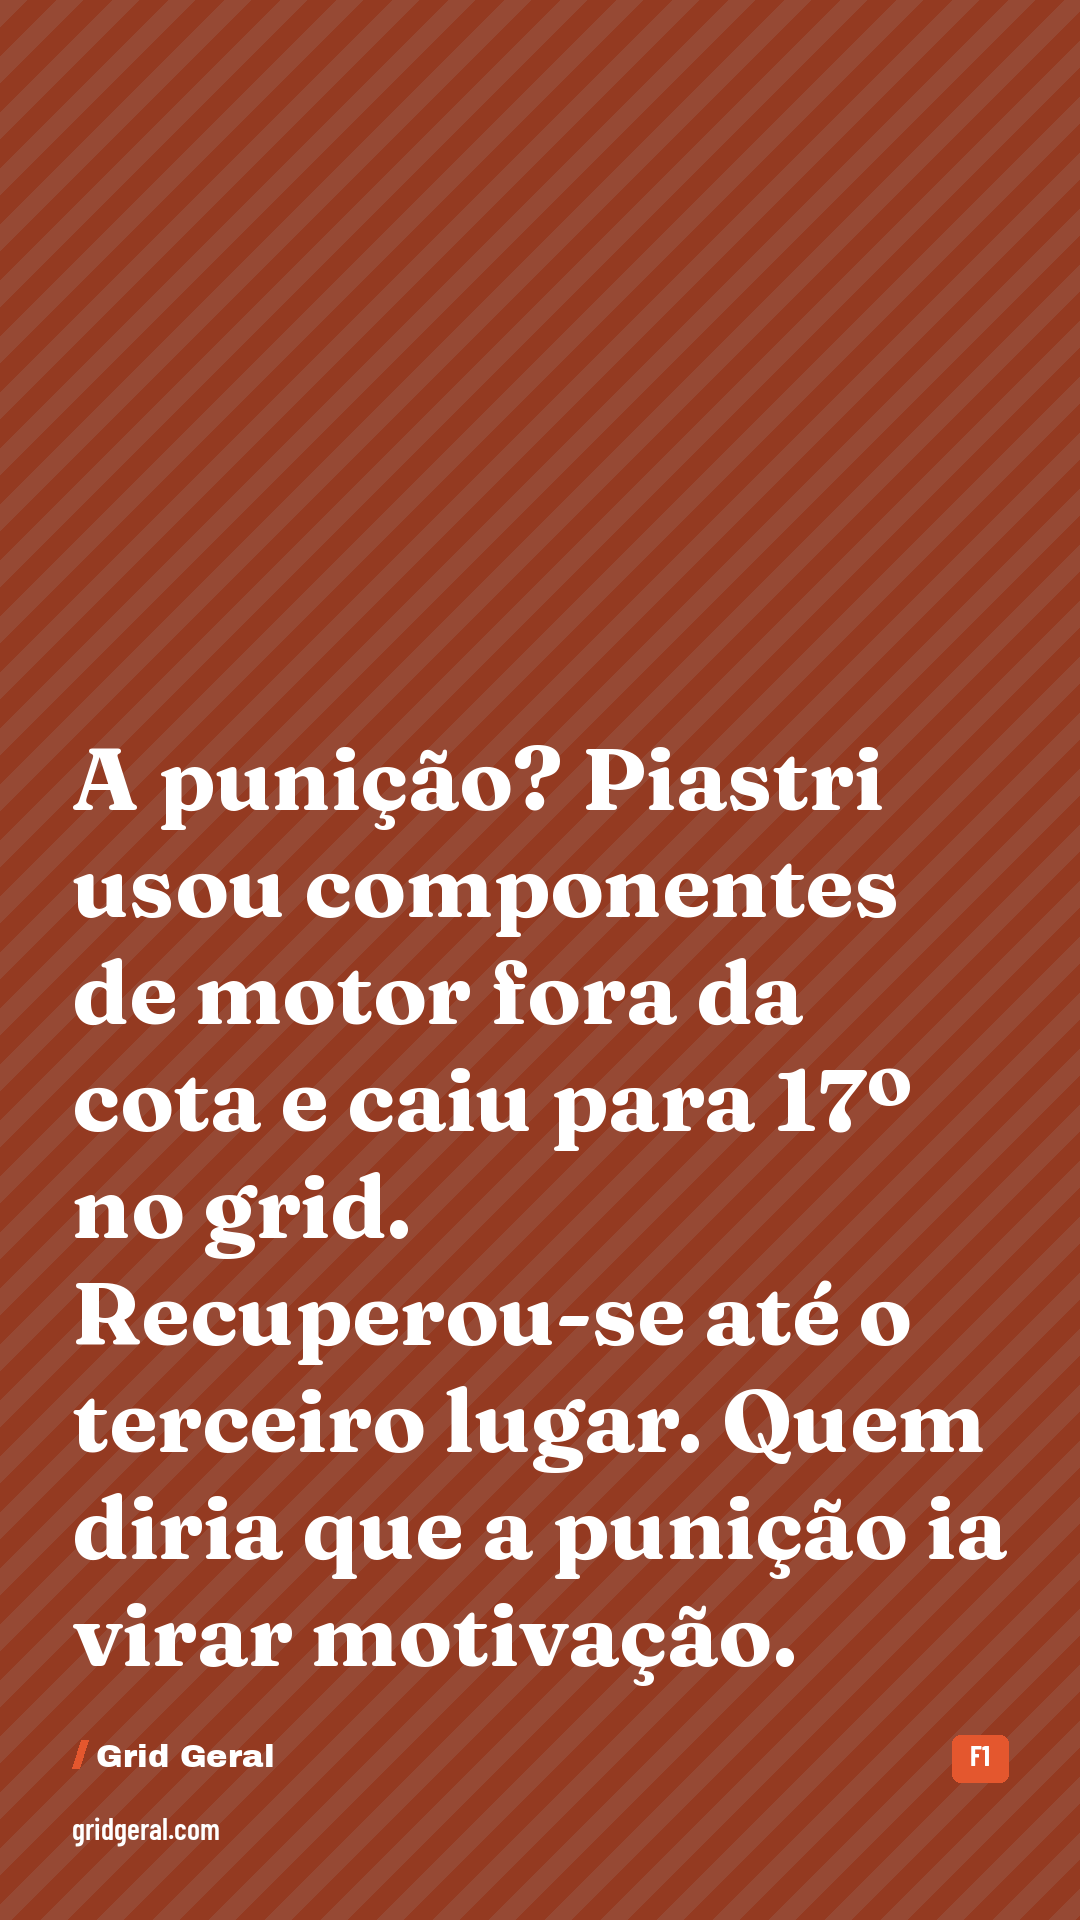 A punição? Piastri
usou componentes
de motor fora da
cota e caiu para 17º
no grid.
Recuperou-se até o
terceiro lugar. Quem
diria que a punição ia
virar motivação.
/ Grid Geral
F1
gridgeral.com